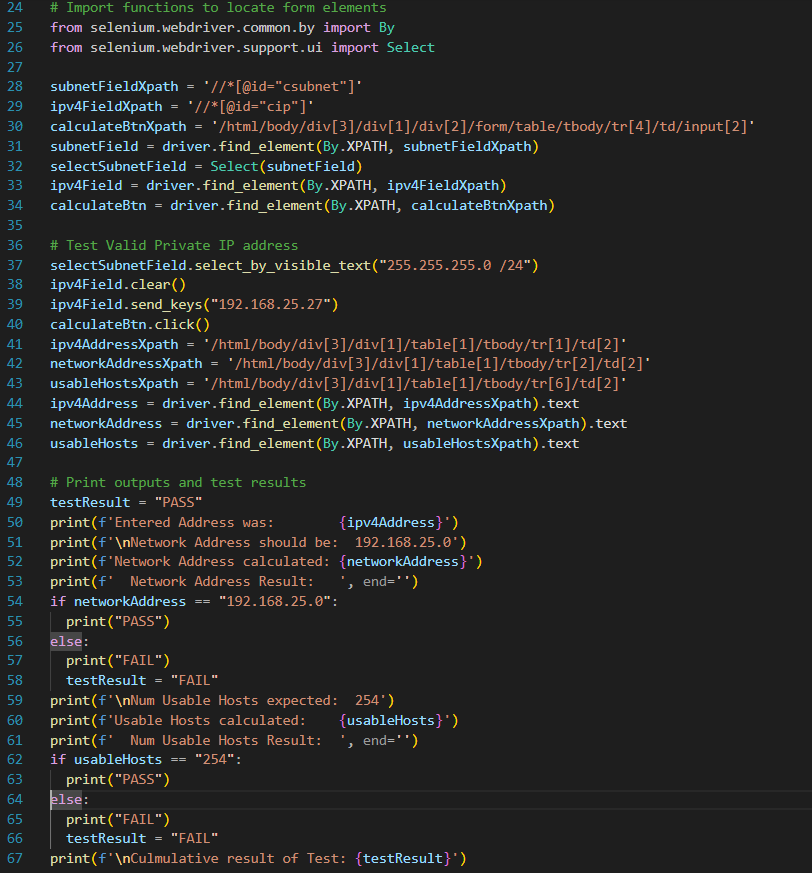 24 # Import functions to locate form elements
25 from selenium.webdriver.common.by import By
26 from selenium.webdriver.support.ui import Select
27
28 subnetFieldXpath = '//*[@id="csubnet"]'
29 ipv4FieldXpath = '//*[@id="cip"]'
30 calculateBtnXpath = '/html/body/div[3]/div[1]/div[2]/form/table/tbody/tr[4]/td/input[2]'
31 subnetField = driver.find_element(By.XPATH, subnetFieldXpath)
32 selectSubnetField = Select(subnetField)
33 ipv4Field = driver.find_element(By.XPATH, ipv4FieldXpath)
34 calculateBtn = driver.find_element(By.XPATH, calculateBtnXpath)
35
36 # Test Valid Private IP address
37 selectSubnetField.select_by_visible_text("255.255.255.0 /24")
38 ipv4Field.clear()
39 ipv4Field.send_keys("192.168.25.27")
40 calculateBtn.click()
41 ipv4AddressXpath = '/html/body/div[3]/div[1]/table[1]/tbody/tr[1]/td[2]'
42 networkAddressXpath = '/html/body/div[3]/div[1]/table[1]/tbody/tr[2]/td[2]'
43 usableHostsXpath = '/html/body/div[3]/div[1]/table[1]/tbody/tr[6]/td[2]'
44 ipv4Address = driver.find_element(By.XPATH, ipv4AddressXpath).text
45 networkAddress = driver.find_element(By.XPATH, networkAddressXpath).text
46 usableHosts = driver.find_element(By.XPATH, usableHostsXpath).text
47
48 # Print outputs and test results
49 testResult = "PASS"
50 print(f'Entered Address was:        {ipv4Address}')
51 print(f'\nNetwork Address should be:  192.168.25.0')
52 print(f'Network Address calculated: {networkAddress}')
53 print(f'  Network Address Result:   ', end='')
54 if networkAddress == "192.168.25.0":
55   print("PASS")
56 else:
57   print("FAIL")
58   testResult = "FAIL"
59 print(f'\nNum Usable Hosts expected:  254')
60 print(f'Usable Hosts calculated:    {usableHosts}')
61 print(f'  Num Usable Hosts Result:  ', end='')
62 if usableHosts == "254":
63   print("PASS")
64 else:
65   print("FAIL")
66   testResult = "FAIL"
67 print(f'\nCulmulative result of Test: {testResult}')